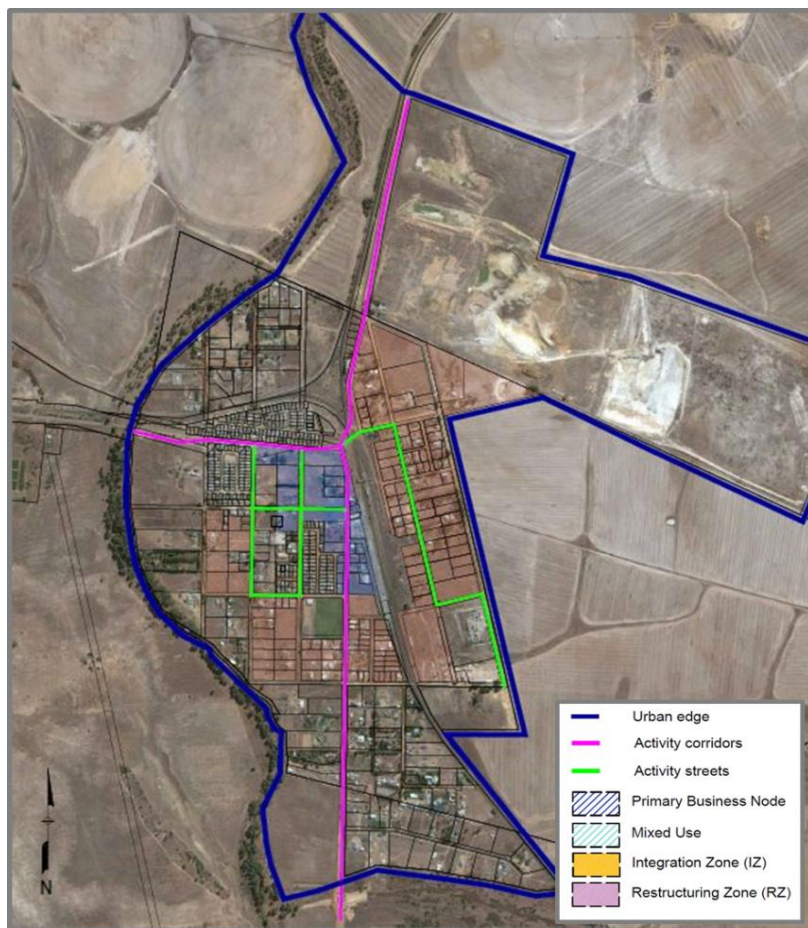 Urban edge
Activity corridors
Activity streets
Primary Business Node
Mixed Use
Integration Zone (IZ)
Restructuring Zone (RZ)
N